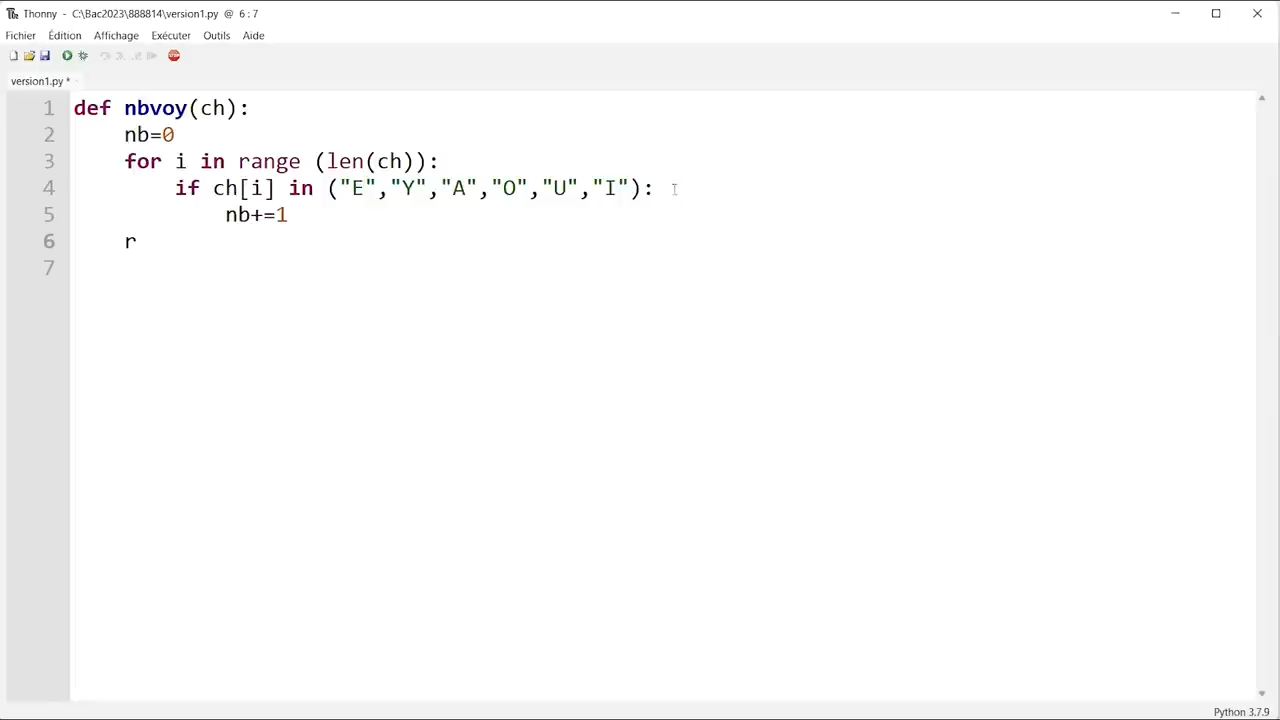 Thonny - C:\Bac2023\888814\version1.py @ 6 : 7
Fichier Édition Affichage Exécuter Outils Aide
STOP
version1.py *
1 def nbvoy(ch):
2 nb=0
3 for i in range (len(ch)):
4 if ch[i] in ("E","Y","A","O","U","I"):
5 nb+=1
6 r
7
Python 3.7.9